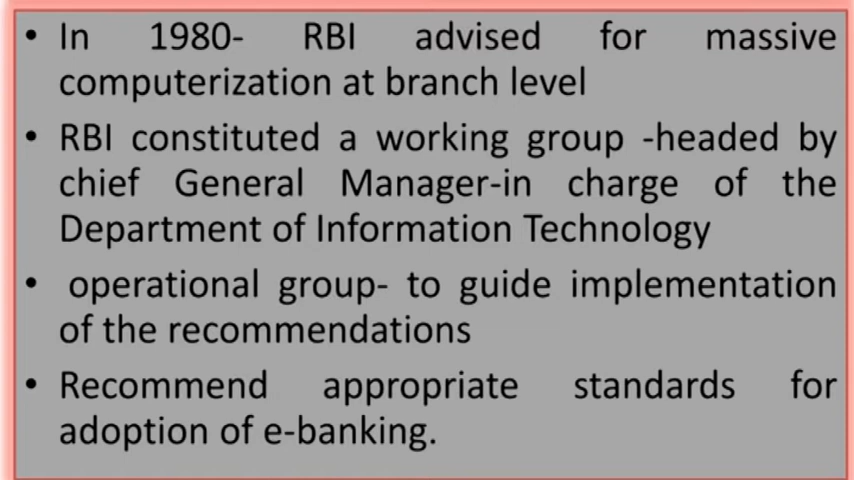 • In 1980- RBI advised for massive
computerization at branch level
• RBI constituted a working group -headed by
chief General Manager-in charge of the
Department of Information Technology
• operational group- to guide implementation
of the recommendations
• Recommend appropriate standards for
adoption of e-banking.